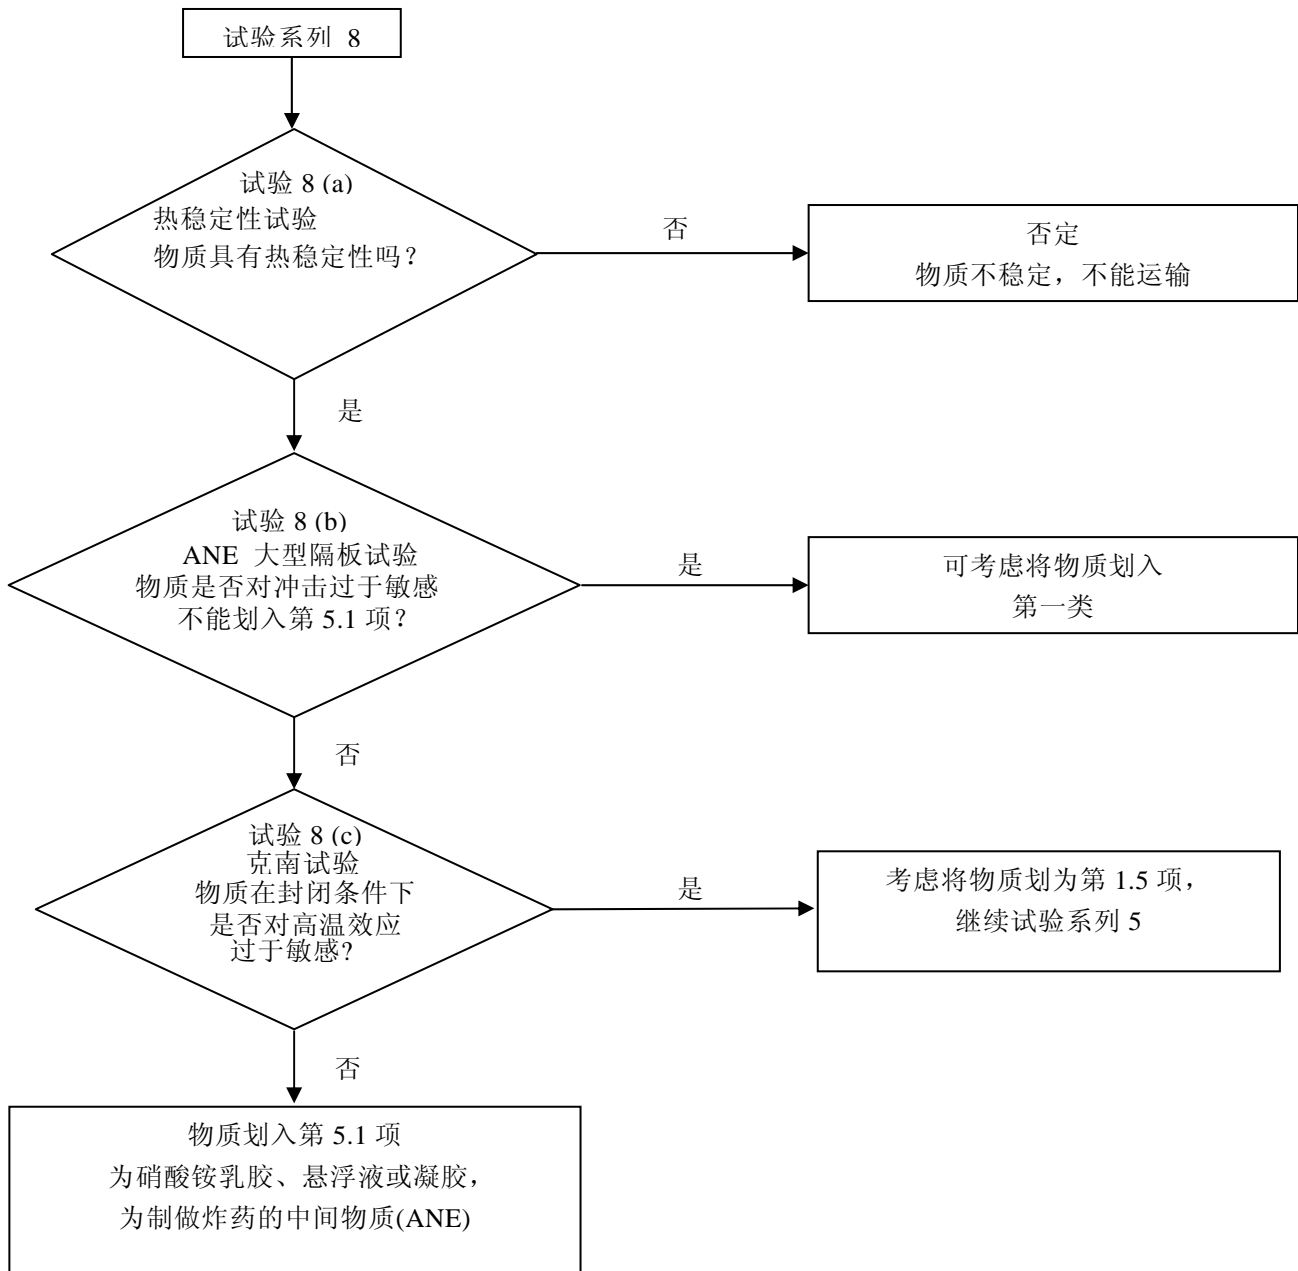 试验系列 8
试验 8 (a)
热稳定性试验
物质具有热稳定性吗？
否
否定
物质不稳定，不能运输
是
试验 8 (b)
ANE 大型隔板试验
物质是否对冲击过于敏感
不能划入第 5.1 项？
是
可考虑将物质划入
第一类
否
试验 8 (c)
克南试验
物质在封闭条件下
是否对高温效应
过于敏感？
是
考虑将物质划为第 1.5 项，
继续试验系列 5
否
物质划入第 5.1 项
为硝酸铵乳胶、悬浮液或凝胶，
为制做炸药的中间物质(ANE)